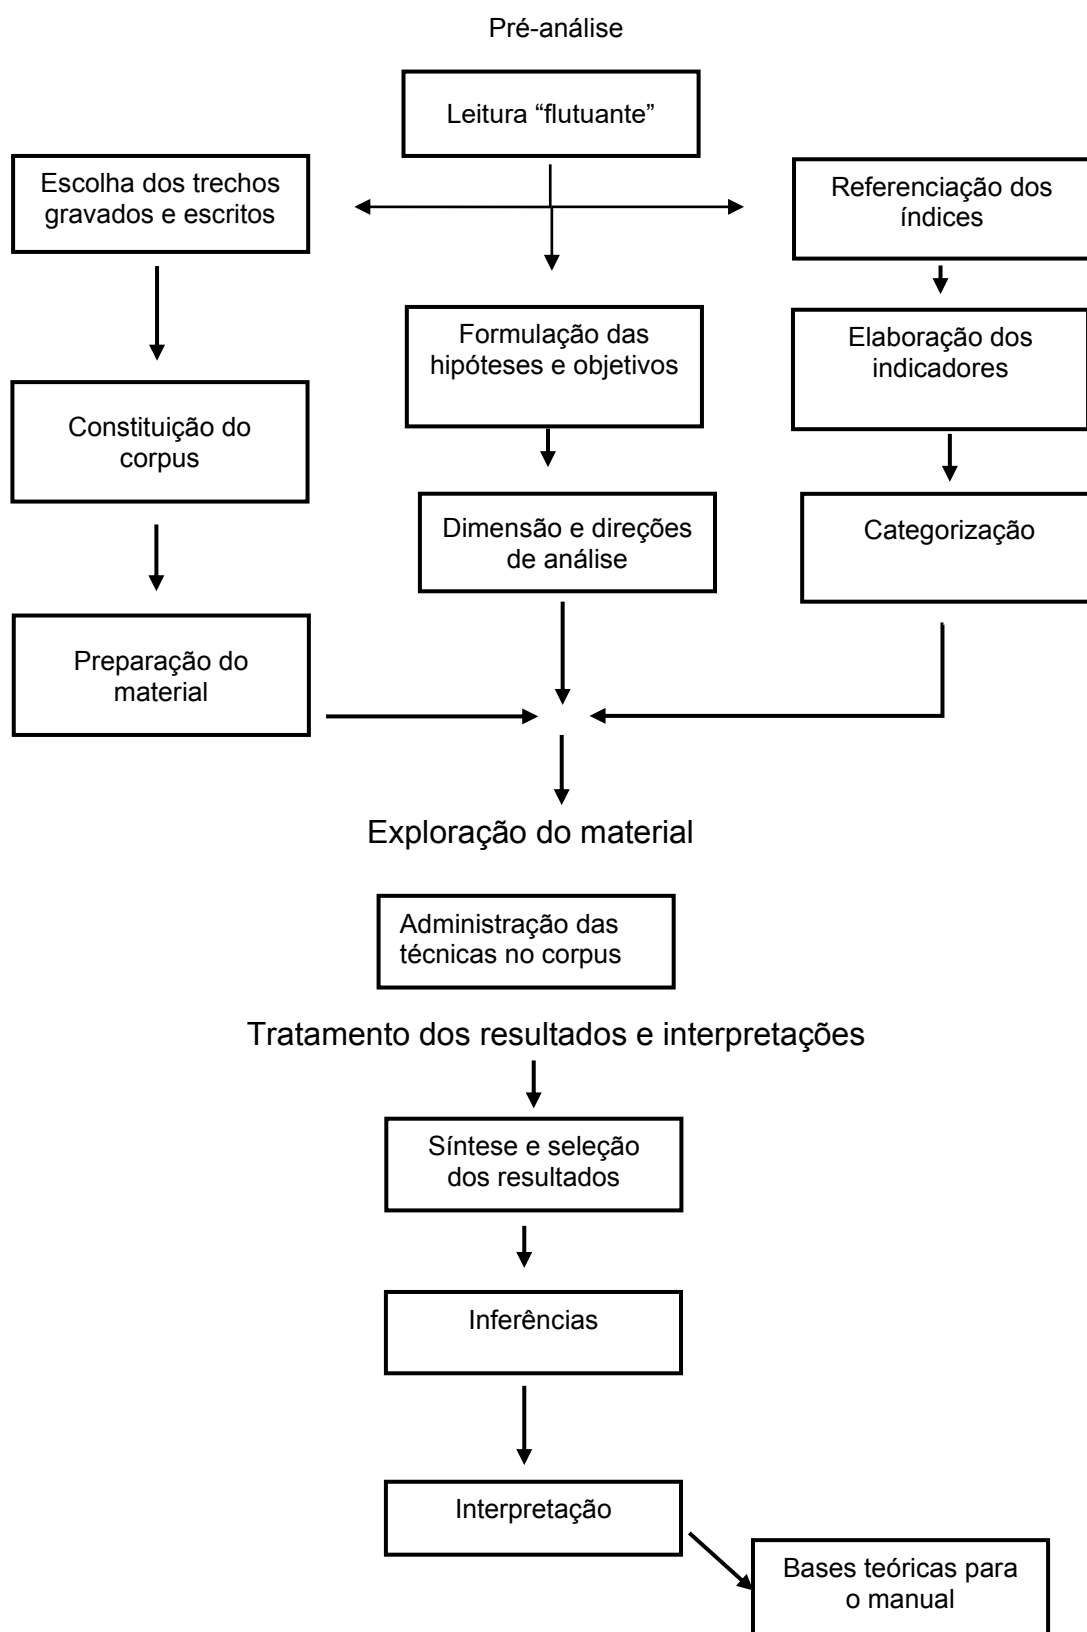 Pré-análise
Leitura “flutuante”
Escolha dos trechos
gravados e escritos
Referenciação dos
índices
Formulação das
hipóteses e objetivos
Elaboração dos
indicadores
Constituição do
corpus
Dimensão e direções
de análise
Categorização
Preparação do
material
Exploração do material
Administração das
técnicas no corpus
Tratamento dos resultados e interpretações
Síntese e seleção
dos resultados
Inferências
Interpretação
Bases teóricas para
o manual